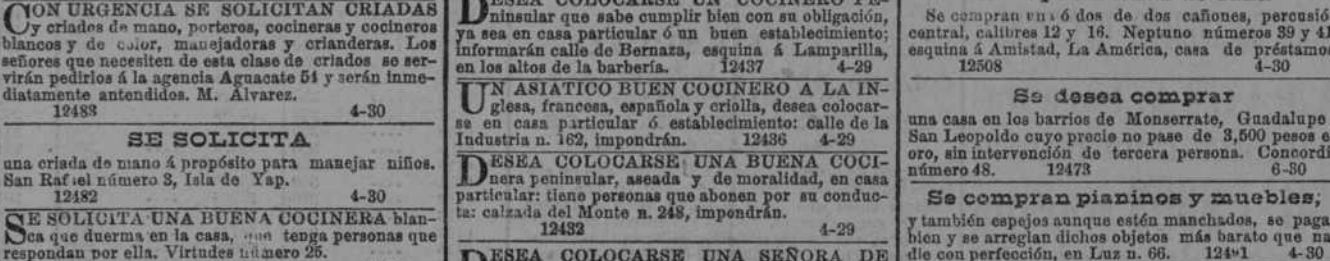 CON URGENCIA SE SOLICITAN CRIADAS
y criados de mano, porteros, cocineras y cocineros
blancos y de color, manejadoras y crianderas. Los
señores que necesiten de esta clase de criados se ser-
virán pedirlos á la agencia Aguacate 54 y serán inme-
diatamente antendidos. M. Alvarez.
12488 4-30
SE SOLICITA
una criada de mano á propósito para manejar niños.
San Rafael número 3, Isla de Yap.
12482 4-30
SE SOLICITA UNA BUENA COCINERA blan-
ca que duerma en la casa, que tenga personas que
respondan por ella. Virtudes número 25.
DESEA COLOCARSE UN COCINERO PE-
ninsular que sabe cumplir bien con su obligación,
ya sea en casa particular ó un buen establecimiento;
informarán calle de Bernaza, esquina á Lamparilla,
en los altos de la barbería. 12437 4-29
UN ASIATICO BUEN COCINERO A LA IN-
glesa, francesa, española y criolla, desea colocar-
se en casa particular ó establecimiento: calle de la
Industria n. 162, impondrán. 12436 4-29
DESEA COLOCARSE UNA BUENA COCI-
nera peninsular, aseada y de moralidad, en casa
particular: tiene personas que abonen por su conduc-
ta: calzada del Monte n. 248, impondrán.
12432 4-29
DESEA COLOCARSE UNA SEÑORA DE
Se compran una ó dos de dos cañones, percusió
central, calibres 12 y 16. Neptuno números 39 y 41
esquina á Amistad, La América, casa de préstamos
12508 4-30
Se desea comprar
una casa en los barrios de Monserrate, Guadalupe
San Leopoldo cuyo precio no pase de 3,500 pesos e
oro, sin intervención de tercera persona. Concordi
número 48. 12473 6-30
Se compran pianinos y muebles;
y también espejos aunque estén manchados, se paga
bien y se arreglan dichos objetos más barato que na
die con perfección, en Luz n. 66. 4-30